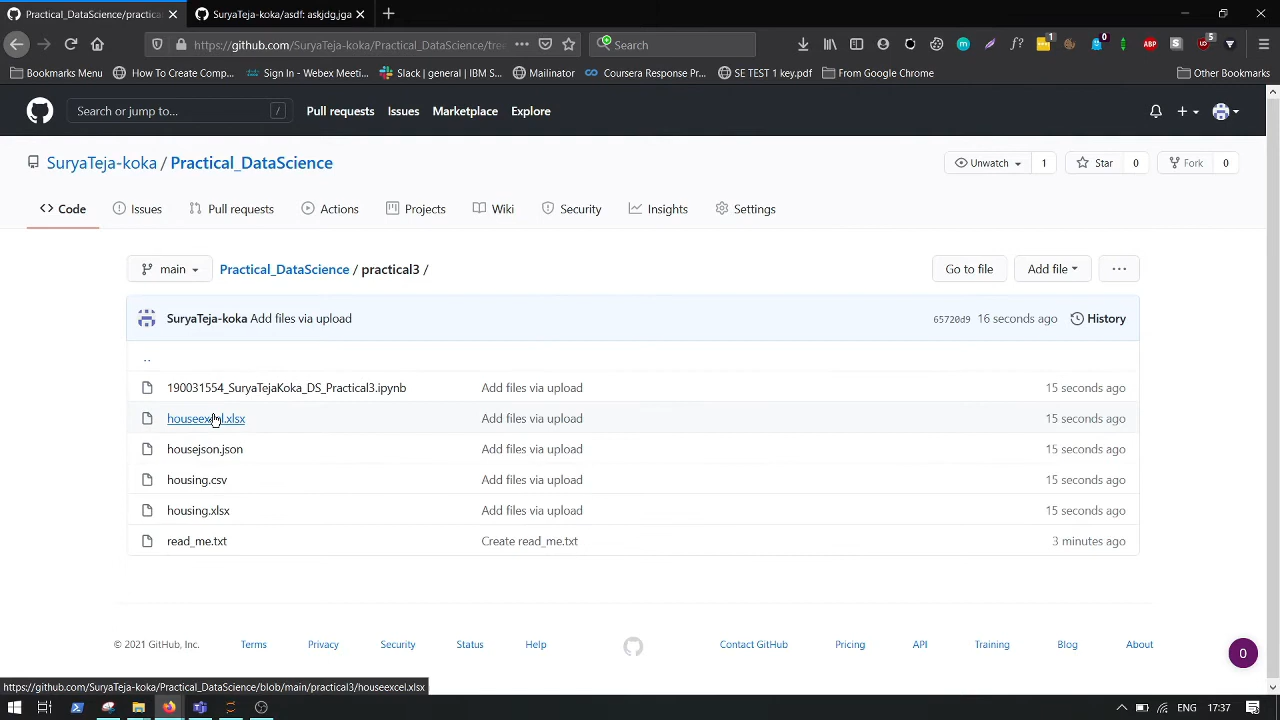 Practical_DataScience/practical
SuryaTeja-koka/asdf: askjdg,jga
https://github.com/SuryaTeja-koka/Practical_DataScience/tree
Search
Bookmarks Menu
How To Create Comp...
Sign In - Webex Meeti...
Slack | general | IBM S...
Mailinator
Coursera Response Pr...
SE TEST 1 key.pdf
From Google Chrome
Other Bookmarks
Search or jump to... /
Pull requests Issues Marketplace Explore
SuryaTeja-koka / Practical_DataScience
Unwatch 1 Star 0 Fork 0
Code Issues Pull requests Actions Projects Wiki Security Insights Settings
main Practical_DataScience / practical3 / Go to file Add file ...
SuryaTeja-koka Add files via upload 65720d9 16 seconds ago History
..
190031554_SuryaTejaKoka_DS_Practical3.ipynb Add files via upload 15 seconds ago
houseexcel.xlsx Add files via upload 15 seconds ago
housejson.json Add files via upload 15 seconds ago
housing.csv Add files via upload 15 seconds ago
housing.xlsx Add files via upload 15 seconds ago
read_me.txt Create read_me.txt 3 minutes ago
© 2021 GitHub, Inc. Terms Privacy Security Status Help Contact GitHub Pricing API Training Blog About
0
https://github.com/SuryaTeja-koka/Practical_DataScience/blob/main/practical3/houseexcel.xlsx
ENG 17:37